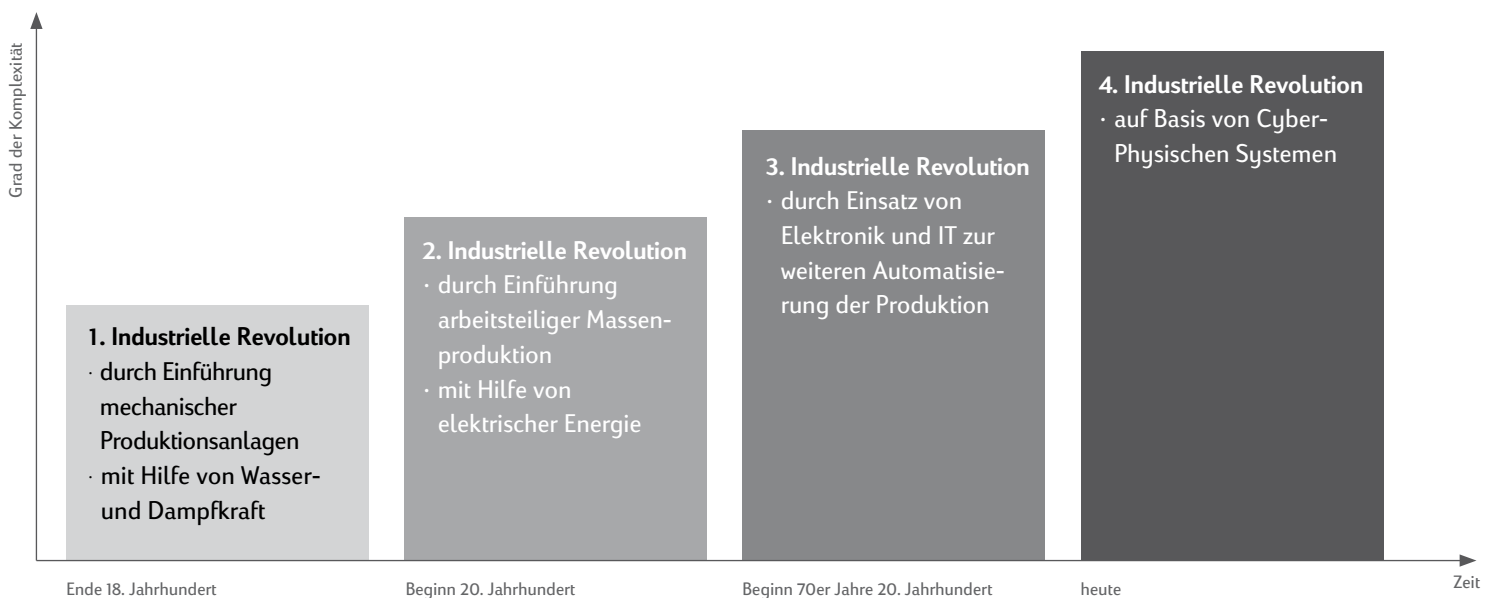 Grad der Komplexität
1. Industrielle Revolution
· durch Einführung
mechanischer
Produktionsanlagen
· mit Hilfe von Wasser-
und Dampfkraft
2. Industrielle Revolution
· durch Einführung
arbeitsteiliger Massen-
produktion
· mit Hilfe von
elektrischer Energie
3. Industrielle Revolution
· durch Einsatz von
Elektronik und IT zur
weiteren Automatisie-
rung der Produktion
4. Industrielle Revolution
· auf Basis von Cyber-
Physischen Systemen
Ende 18. Jahrhundert
Beginn 20. Jahrhundert
Beginn 70er Jahre 20. Jahrhundert
heute
Zeit